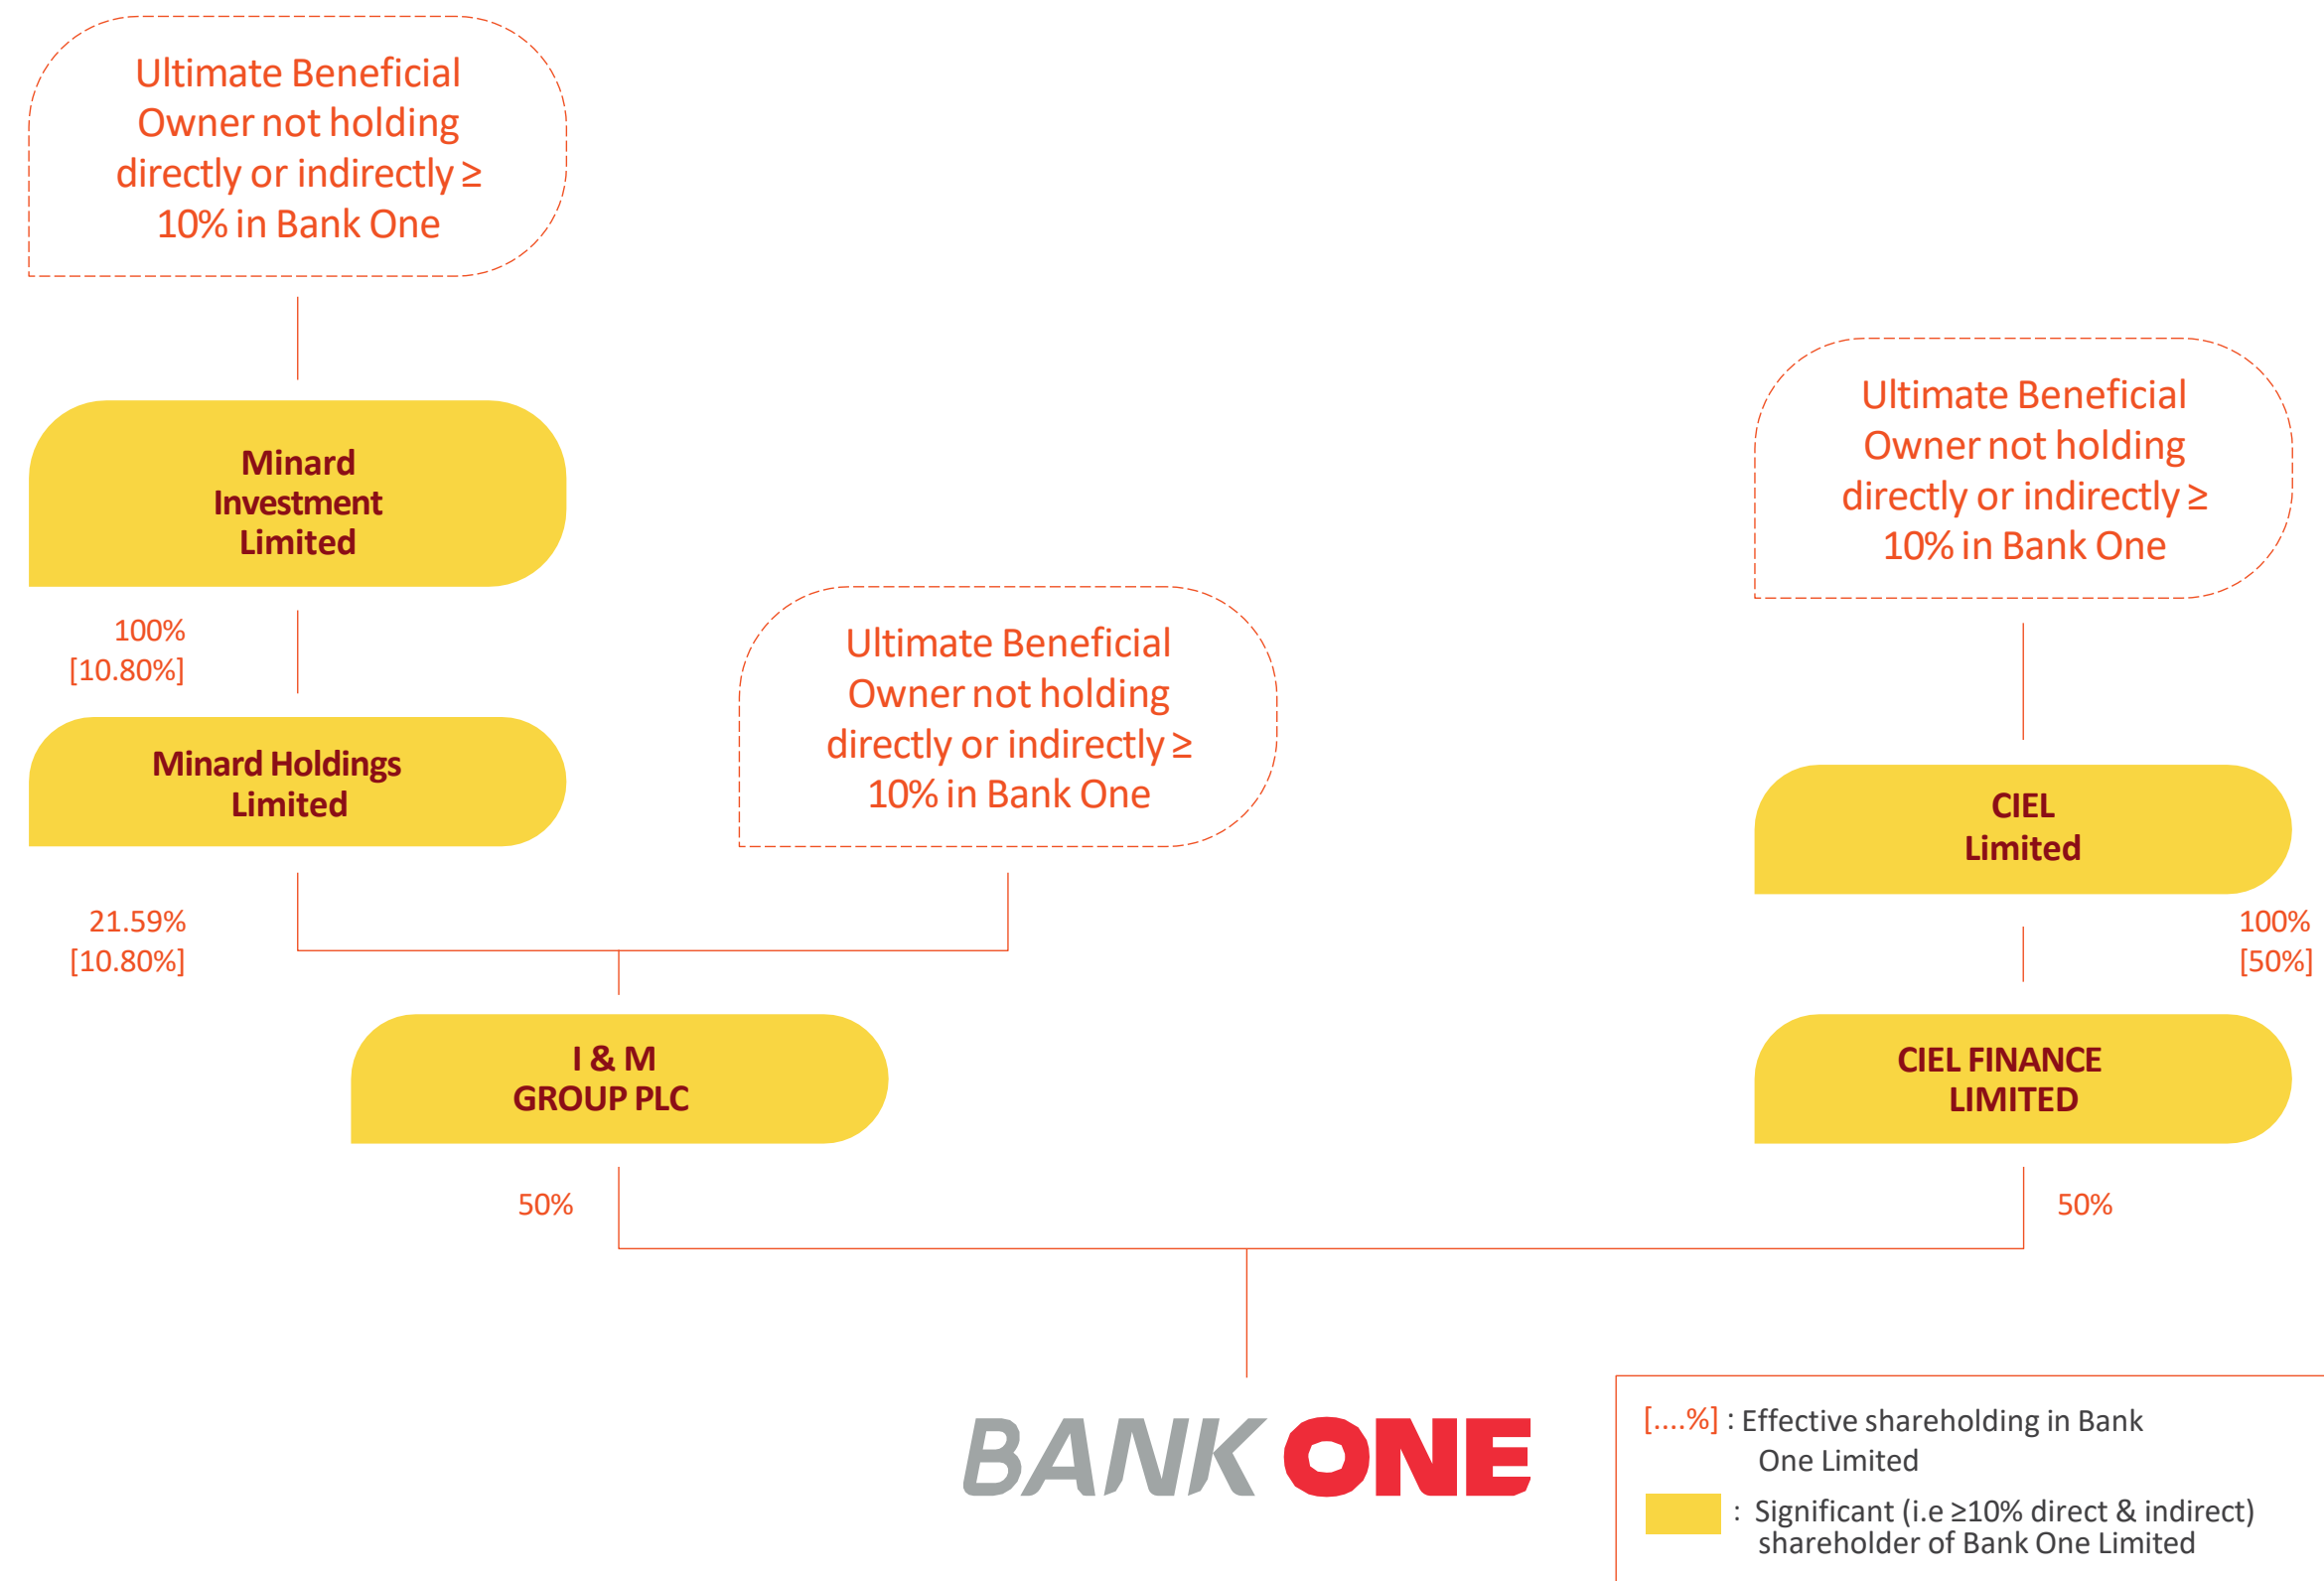 Ultimate Beneficial
Owner not holding
directly or indirectly ≥
10% in Bank One
Minard
Investment
Limited
100%
[10.80%]
Minard Holdings
Limited
21.59%
[10.80%]
Ultimate Beneficial
Owner not holding
directly or indirectly ≥
10% in Bank One
I & M
GROUP PLC
50%
Ultimate Beneficial
Owner not holding
directly or indirectly ≥
10% in Bank One
CIEL
Limited
100%
[50%]
CIEL FINANCE
LIMITED
50%
BANK ONE
[....%] : Effective shareholding in Bank
One Limited
: Significant (i.e ≥10% direct & indirect)
shareholder of Bank One Limited